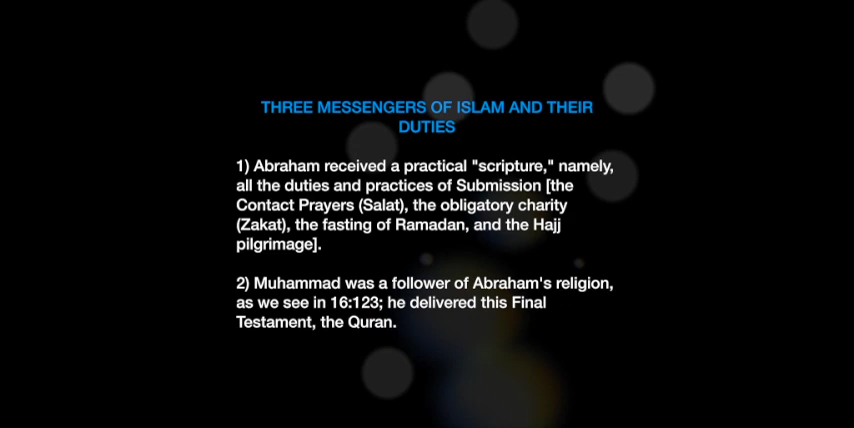 THREE MESSENGERS OF ISLAM AND THEIR
DUTIES
1) Abraham received a practical "scripture," namely,
all the duties and practices of Submission [the
Contact Prayers (Salat), the obligatory charity
(Zakat), the fasting of Ramadan, and the Hajj
pilgrimage].
2) Muhammad was a follower of Abraham's religion,
as we see in 16:123; he delivered this Final
Testament, the Quran.